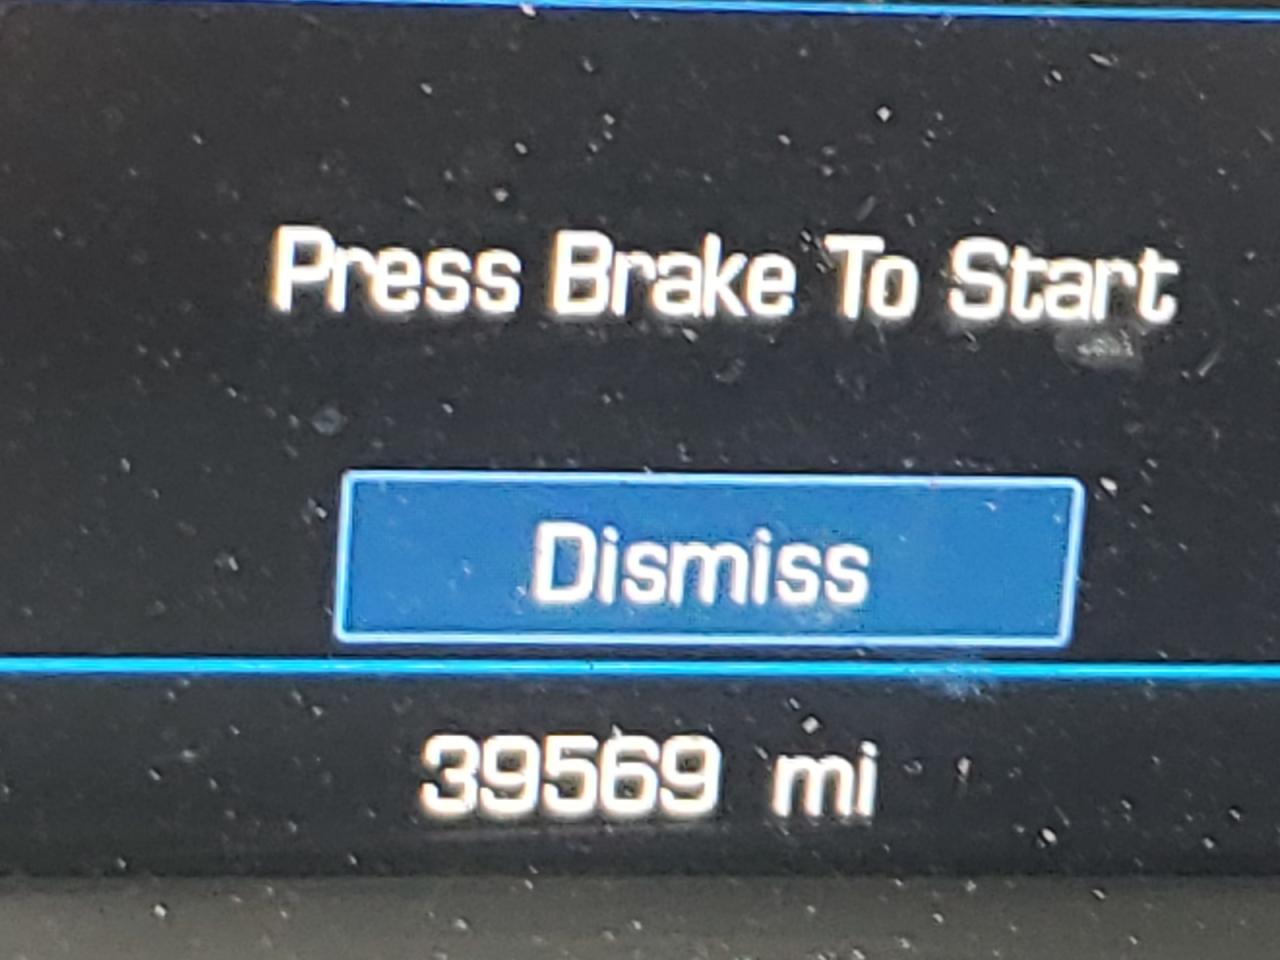 Press Brake To Start
Dismiss
39569 mi